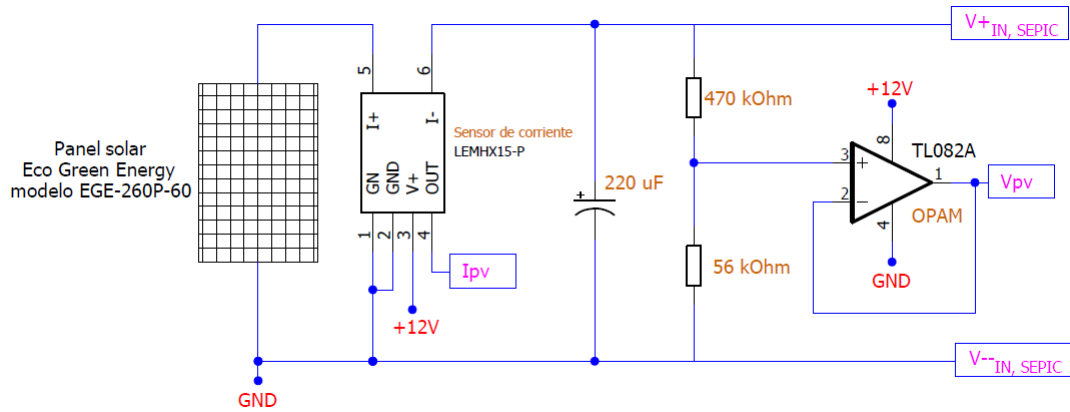 Panel solar
Eco Green Energy
modelo EGE-260P-60
GND
5
6
I+
I-
GN
GND
V+
OUT
1
2
3
4
Sensor de corriente
LEMHX15-P
Ipv
+12V
220 uF
+
470 kOhm
56 kOhm
+12V
8
TL082A
3
+
2
−
1
Vpv
OPAM
4
GND
V+IN, SEPIC
V--IN, SEPIC